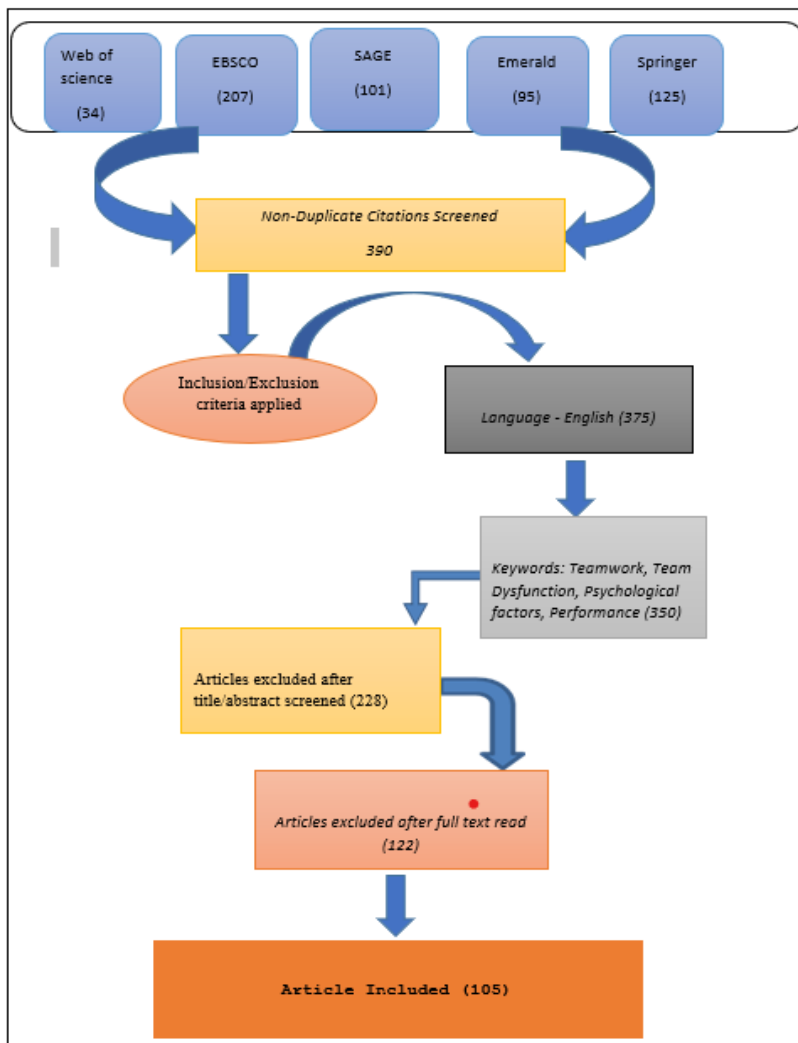 Web of
science
(34)
EBSCO
(207)
SAGE
(101)
Emerald
(95)
Springer
(125)
Non-Duplicate Citations Screened
390
Inclusion/Exclusion
criteria applied
Language - English (375)
Keywords: Teamwork, Team
Dysfunction, Psychological
factors, Performance (350)
Articles excluded after
title/abstract screened (228)
Articles excluded after full text read
(122)
Article Included (105)